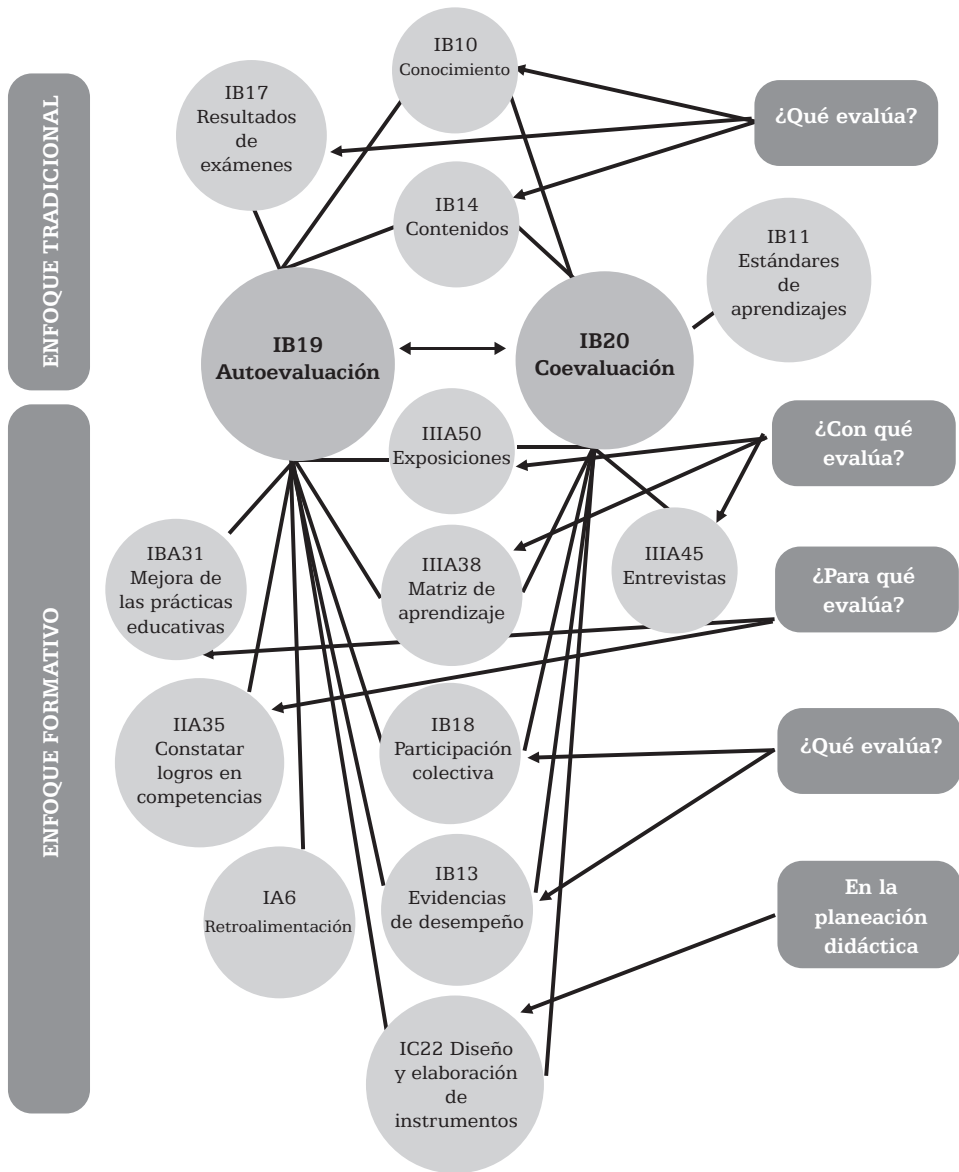 ENFOQUE TRADICIONAL
IB10
Conocimiento
IB17
Resultados
de
exámenes
¿Qué evalúa?
IB14
Contenidos
IB11
Estándares
de
aprendizajes
IB19
Autoevaluación
IB20
Coevaluación
ENFOQUE FORMATIVO
IIIA50
Exposiciones
¿Con qué
evalúa?
IBA31
Mejora de
las prácticas
educativas
IIIA38
Matriz de
aprendizaje
IIIA45
Entrevistas
¿Para qué
evalúa?
IIA35
Constatar
logros en
competencias
IB18
Participación
colectiva
¿Qué evalúa?
IA6
Retroalimentación
IB13
Evidencias
de desempeño
En la
planeación
didáctica
IC22 Diseño
y elaboración
de
instrumentos